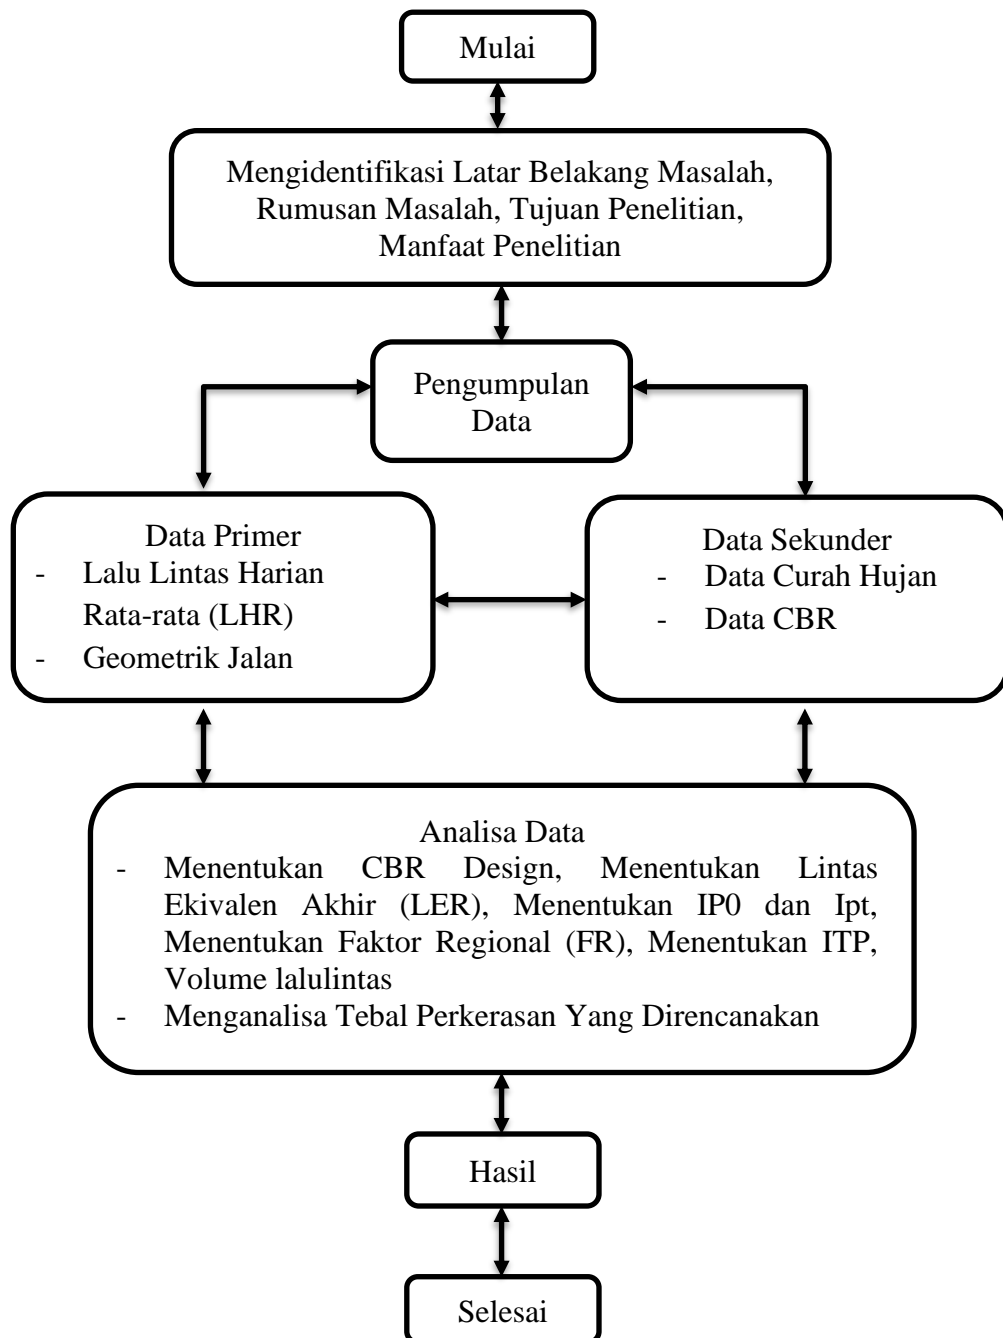 Mulai
Mengidentifikasi Latar Belakang Masalah,
Rumusan Masalah, Tujuan Penelitian,
Manfaat Penelitian
Pengumpulan
Data
Data Primer
- Lalu Lintas Harian
Rata-rata (LHR)
- Geometrik Jalan
Data Sekunder
- Data Curah Hujan
- Data CBR
Analisa Data
- Menentukan CBR Design, Menentukan Lintas
Ekivalen Akhir (LER), Menentukan IP0 dan Ipt,
Menentukan Faktor Regional (FR), Menentukan ITP,
Volume lalulintas
- Menganalisa Tebal Perkerasan Yang Direncanakan
Hasil
Selesai